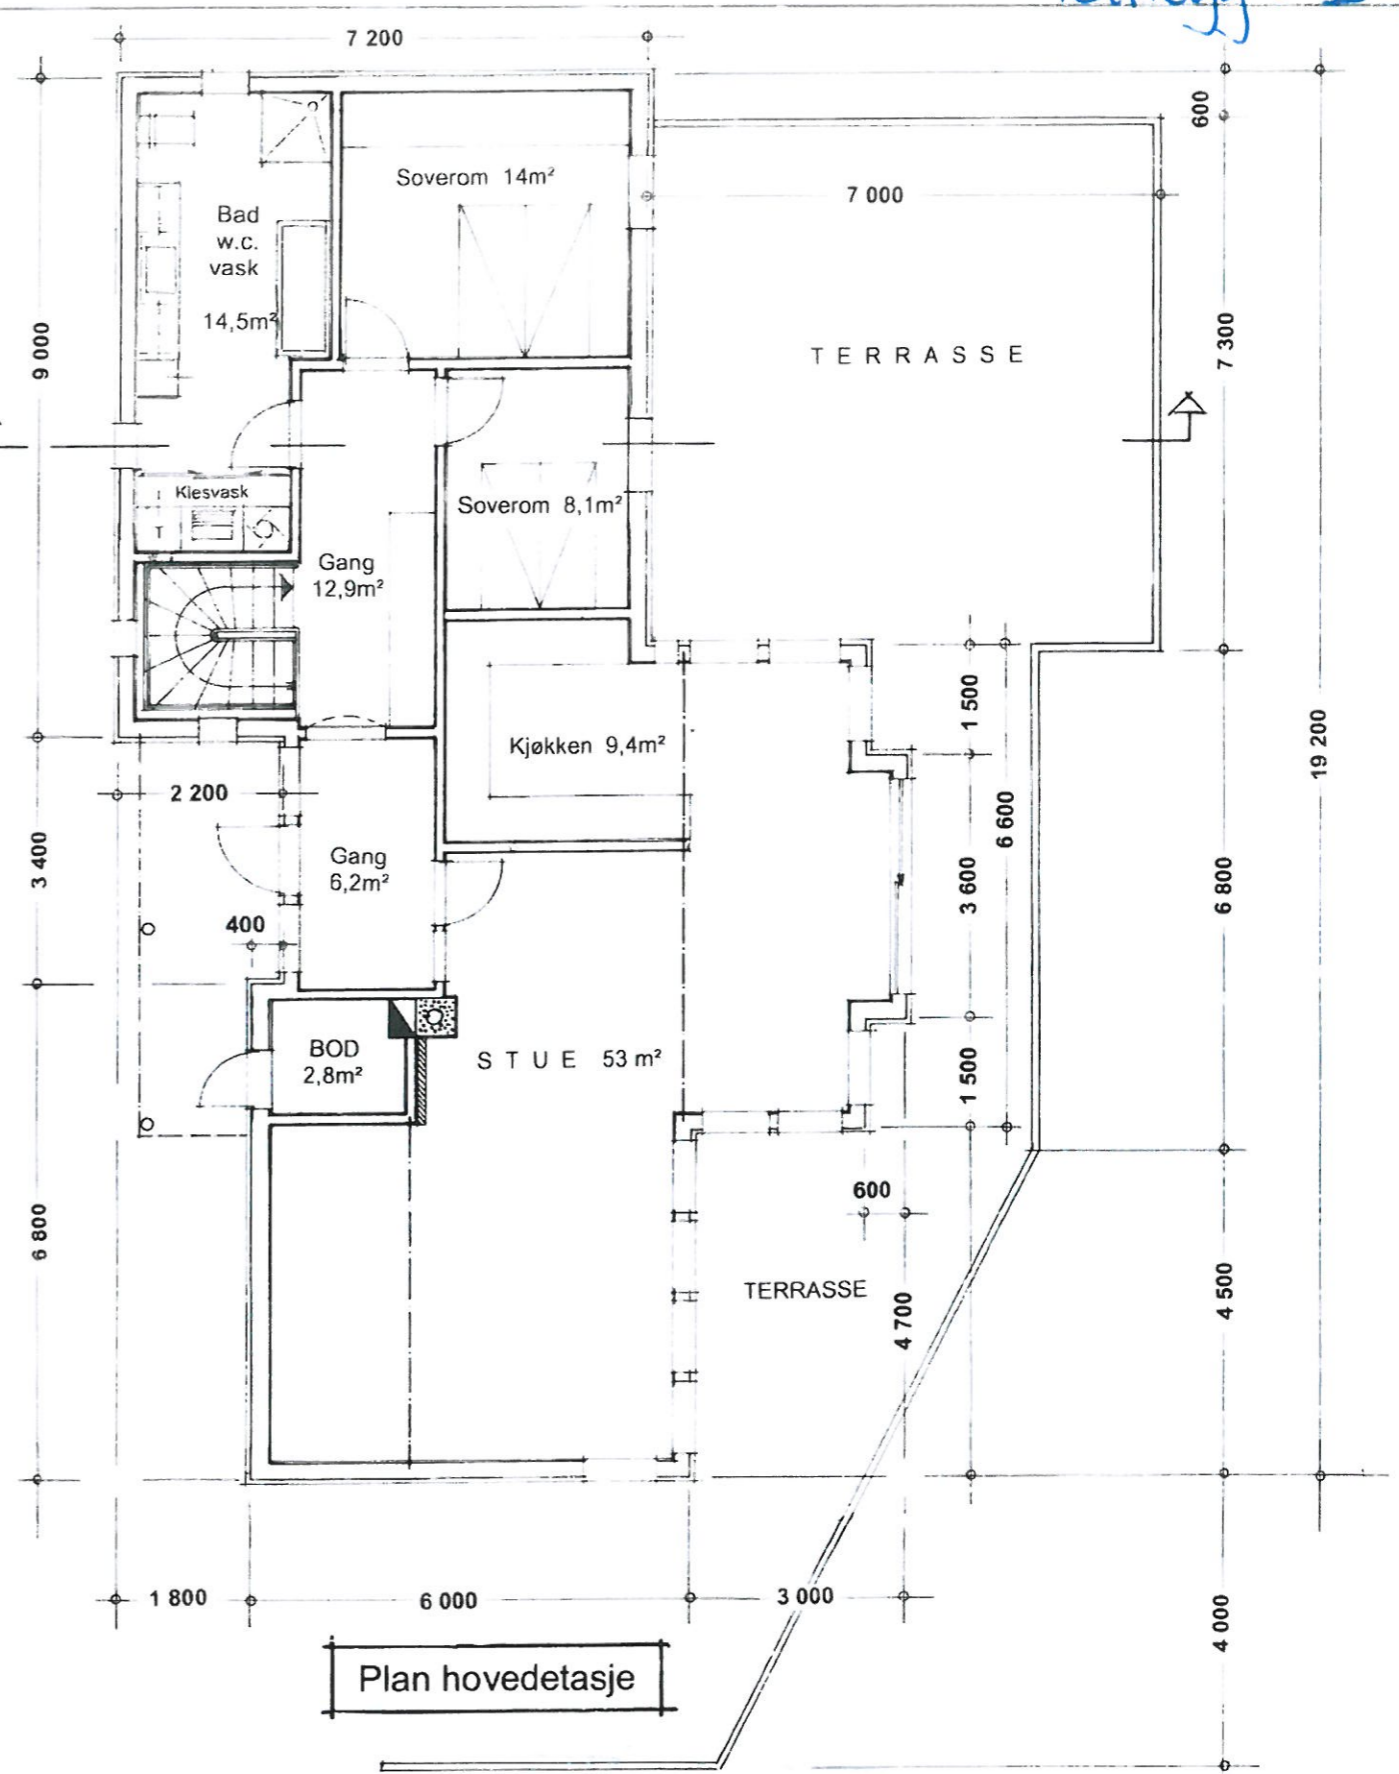 7 200
600
Soverom 14m²
7 000
Bad
w.c.
vask
14,5m²
9 000
TERRASSE
7 300
Klesvask
T
Soverom 8,1m²
Gang
12,9m²
1 500
Kjøkken 9,4m²
19 200
2 200
6 600
3 400
Gang
6,2m²
3 600
6 800
400
BOD
2,8m²
STUE 53 m²
1 500
600
6 800
TERRASSE
4 700
4 500
1 800
6 000
3 000
4 000
Plan hovedetasje